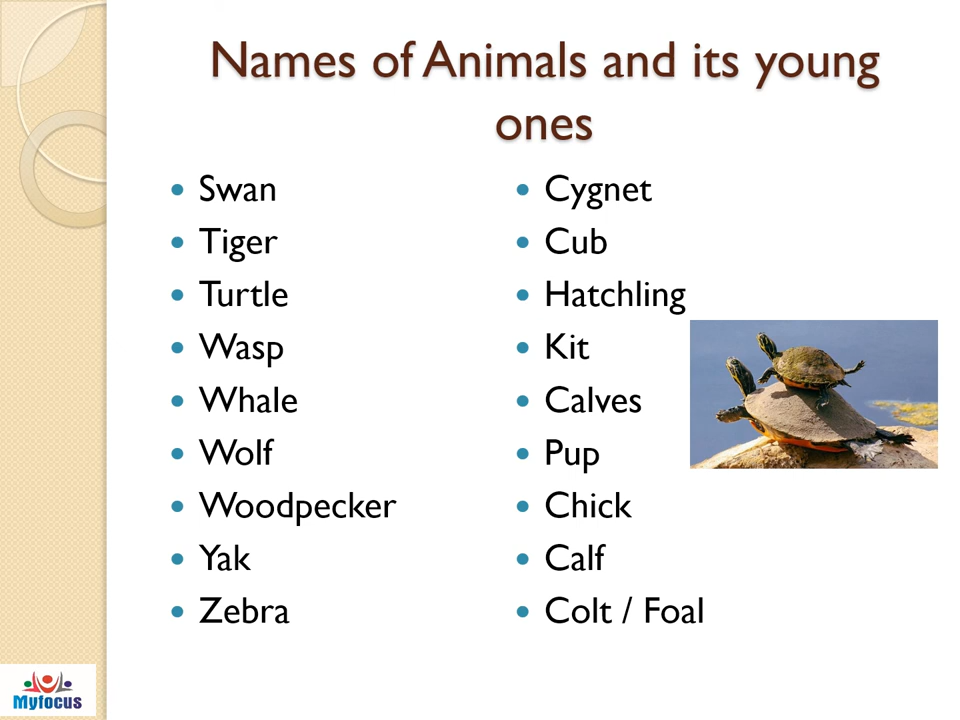 Names of Animals and its young
ones
Swan
Tiger
Turtle
Wasp
Whale
Wolf
Woodpecker
Yak
Zebra
Cygnet
Cub
Hatchling
Kit
Calves
Pup
Chick
Calf
Colt / Foal
Myfocus